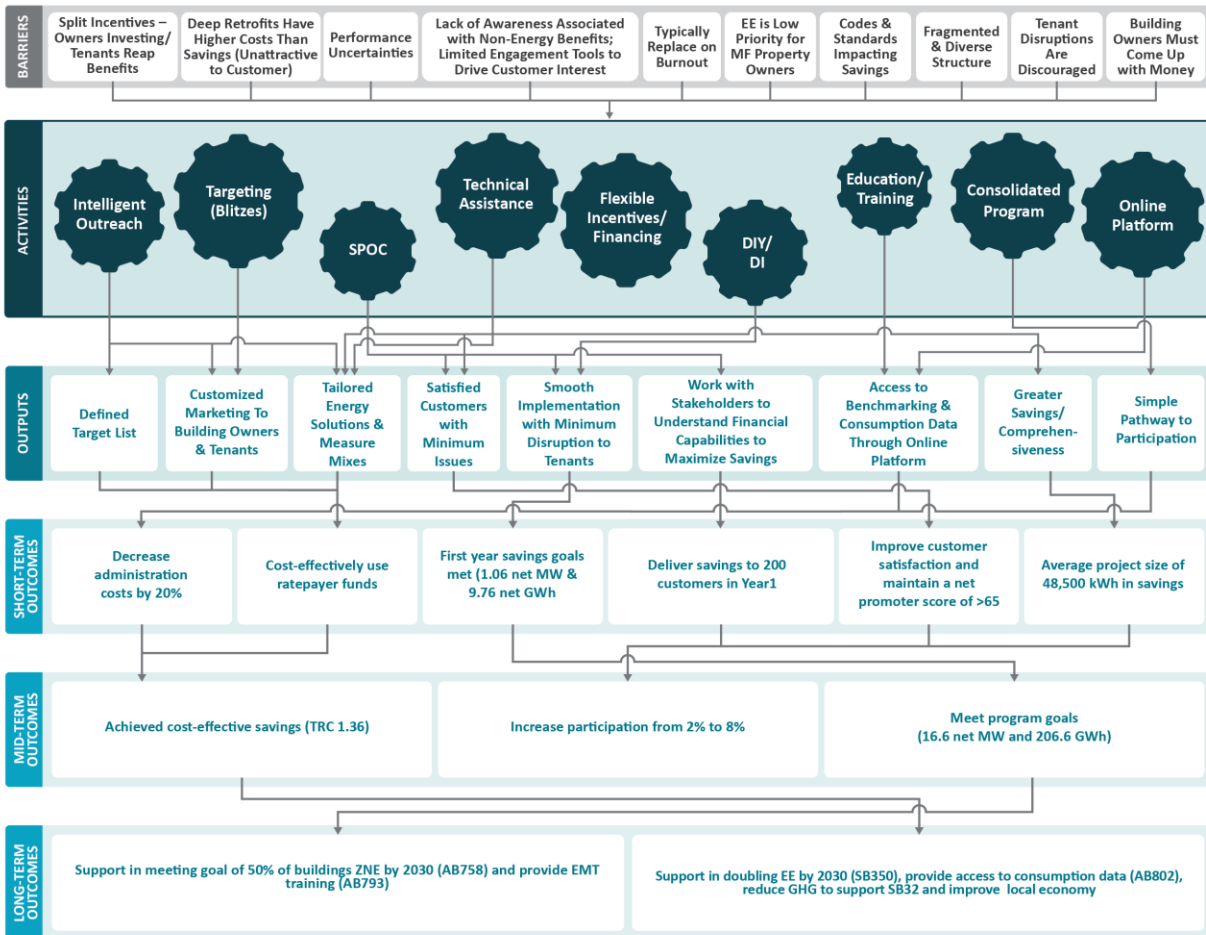 BARRIERS
Split Incentives –
Owners Investing/
Tenants Reap
Benefits
Deep Retrofits Have
Higher Costs Than
Savings (Unattractive
to Customer)
Performance
Uncertainties
Lack of Awareness Associated
with Non-Energy Benefits;
Limited Engagement Tools to
Drive Customer Interest
Typically
Replace on
Burnout
EE is Low
Priority for
MF Property
Owners
Codes &
Standards
Impacting
Savings
Fragmented
& Diverse
Structure
Tenant
Disruptions
Are
Discouraged
Building
Owners Must
Come Up
with Money
ACTIVITIES
Intelligent
Outreach
Targeting
(Blitzes)
SPOC
Technical
Assistance
Flexible
Incentives/
Financing
DIY/
DI
Education/
Training
Consolidated
Program
Online
Platform
OUTPUTS
Defined
Target List
Customized
Marketing To
Building Owners
& Tenants
Tailored
Energy
Solutions &
Measure
Mixes
Satisfied
Customers
with
Minimum
Issues
Smooth
Implementation
with Minimum
Disruption to
Tenants
Work with
Stakeholders to
Understand Financial
Capabilities to
Maximize Savings
Access to
Benchmarking &
Consumption Data
Through Online
Platform
Greater
Savings/
Comprehen-
siveness
Simple
Pathway to
Participation
SHORT-TERM
OUTCOMES
Decrease
administration
costs by 20%
Cost-effectively use
ratepayer funds
First year savings goals
met (1.06 net MW &
9.76 net GWh
Deliver savings to 200
customers in Year1
Improve customer
satisfaction and
maintain a net
promoter score of >65
Average project size of
48,500 kWh in savings
MID-TERM
OUTCOMES
Achieved cost-effective savings (TRC 1.36)
Increase participation from 2% to 8%
Meet program goals
(16.6 net MW and 206.6 GWh)
LONG-TERM
OUTCOMES
Support in meeting goal of 50% of buildings ZNE by 2030 (AB758) and provide EMT
training (AB793)
Support in doubling EE by 2030 (SB350), provide access to consumption data (AB802),
reduce GHG to support SB32 and improve local economy